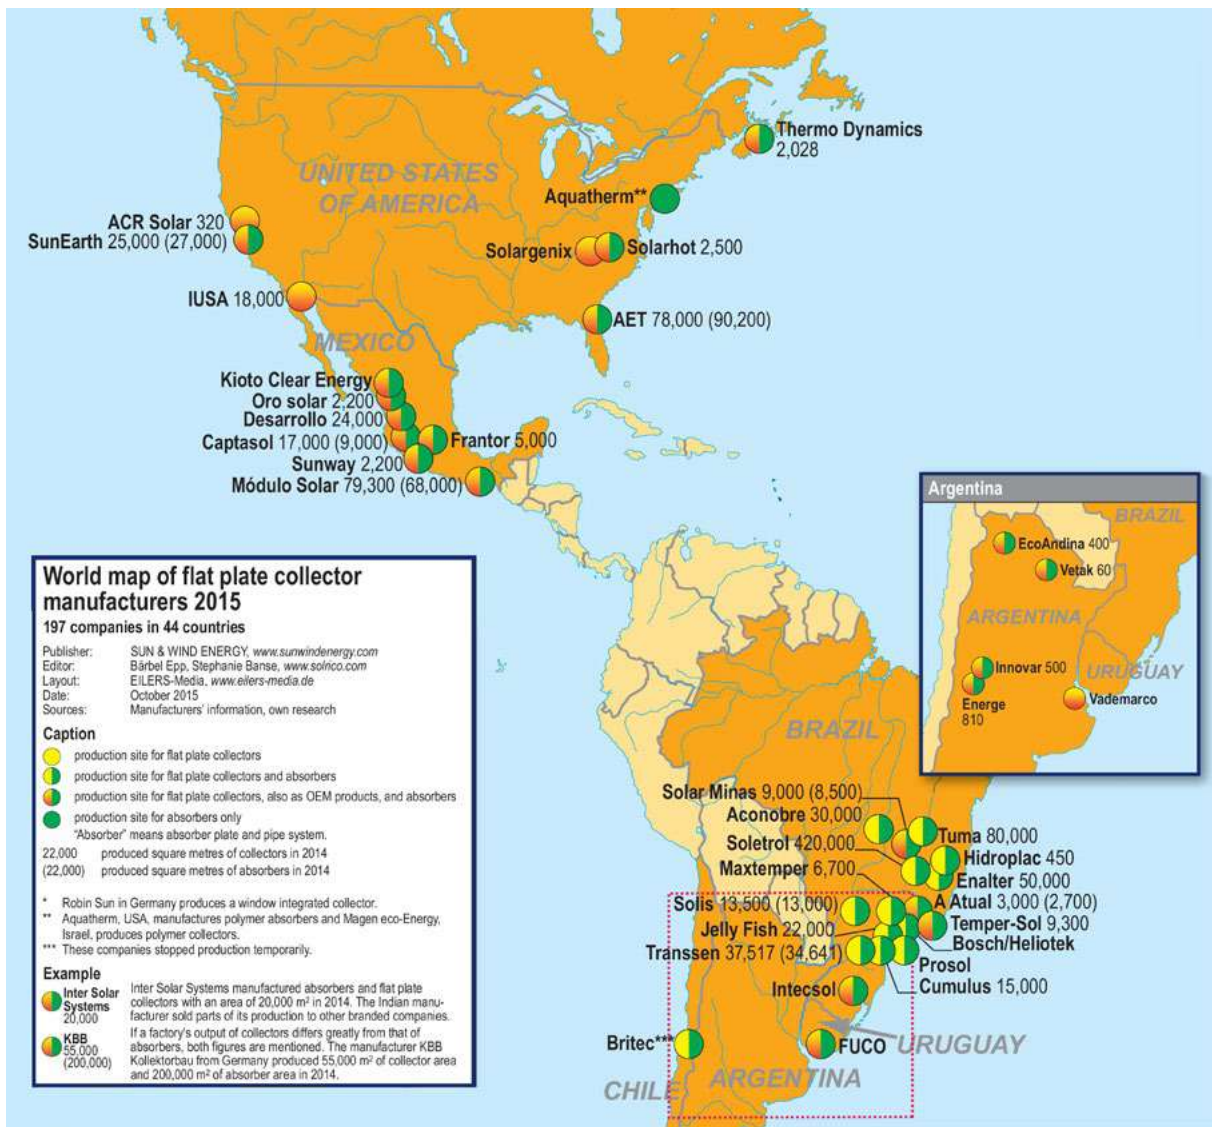 Thermo Dynamics
2,028
UNITED STATES
OF AMERICA
Aquatherm**
ACR Solar 320
SunEarth 25,000 (27,000)
Solargenix
Solarhot 2,500
IUSA 18,000
AET 78,000 (90,200)
MEXICO
Kioto Clear Energy
Oro solar 2,200
Desarrollo 24,000
Captasol 17,000 (9,000)
Frantor 5,000
Sunway 2,200
Módulo Solar 79,300 (68,000)
Argentina
BRAZIL
EcoAndina 400
Vetak 60
ARGENTINA
Innovar 500
URUGUAY
Energe
810
Vademarco
World map of flat plate collector
manufacturers 2015
197 companies in 44 countries
Publisher: SUN & WIND ENERGY, www.sunwindenergy.com
Editor: Bärbel Epp, Stephanie Banse, www.solrico.com
Layout: EILERS-Media, www.eilers-media.de
Date: October 2015
Sources: Manufacturers' information, own research
Caption
production site for flat plate collectors
production site for flat plate collectors and absorbers
production site for flat plate collectors, also as OEM products, and absorbers
production site for absorbers only
"Absorber" means absorber plate and pipe system.
22,000 produced square metres of collectors in 2014
(22,000) produced square metres of absorbers in 2014
* Robin Sun in Germany produces a window integrated collector.
** Aquatherm, USA, manufactures polymer absorbers and Magen eco-Energy,
Israel, produces polymer collectors.
*** These companies stopped production temporarily.
Example
Inter Solar
Systems
20,000
Inter Solar Systems manufactured absorbers and flat plate
collectors with an area of 20,000 m² in 2014. The Indian manu-
facturer sold parts of its production to other branded companies.
KBB
55,000
(200,000)
If a factory's output of collectors differs greatly from that of
absorbers, both figures are mentioned. The manufacturer KBB
Kollektorbau from Germany produced 55,000 m² of collector area
and 200,000 m² of absorber area in 2014.
BRAZIL
Solar Minas 9,000 (8,500)
Aconobre 30,000
Soletrol 420,000
Maxtemper 6,700
Tuma 80,000
Hidroplac 450
Enalter 50,000
Solis 13,500 (13,000)
A Atual 3,000 (2,700)
Jelly Fish 22,000
Temper-Sol 9,300
Bosch/Heliotek
Transsen 37,517 (34,641)
Prosol
Cumulus 15,000
Intecsol
Britec***
FUCO
URUGUAY
CHILE
ARGENTINA